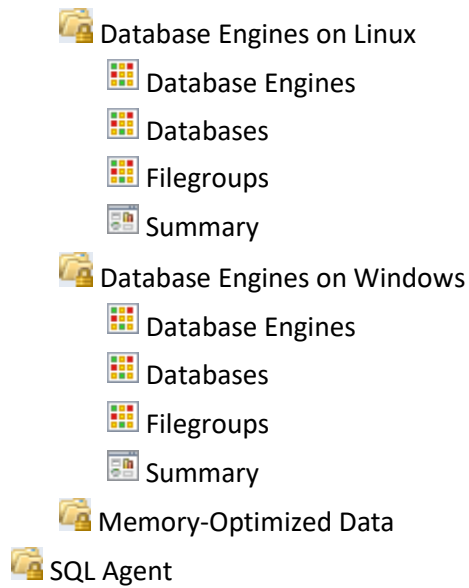 Database Engines on Linux
Database Engines
Databases
Filegroups
Summary
Database Engines on Windows
Database Engines
Databases
Filegroups
Summary
Memory-Optimized Data
SQL Agent